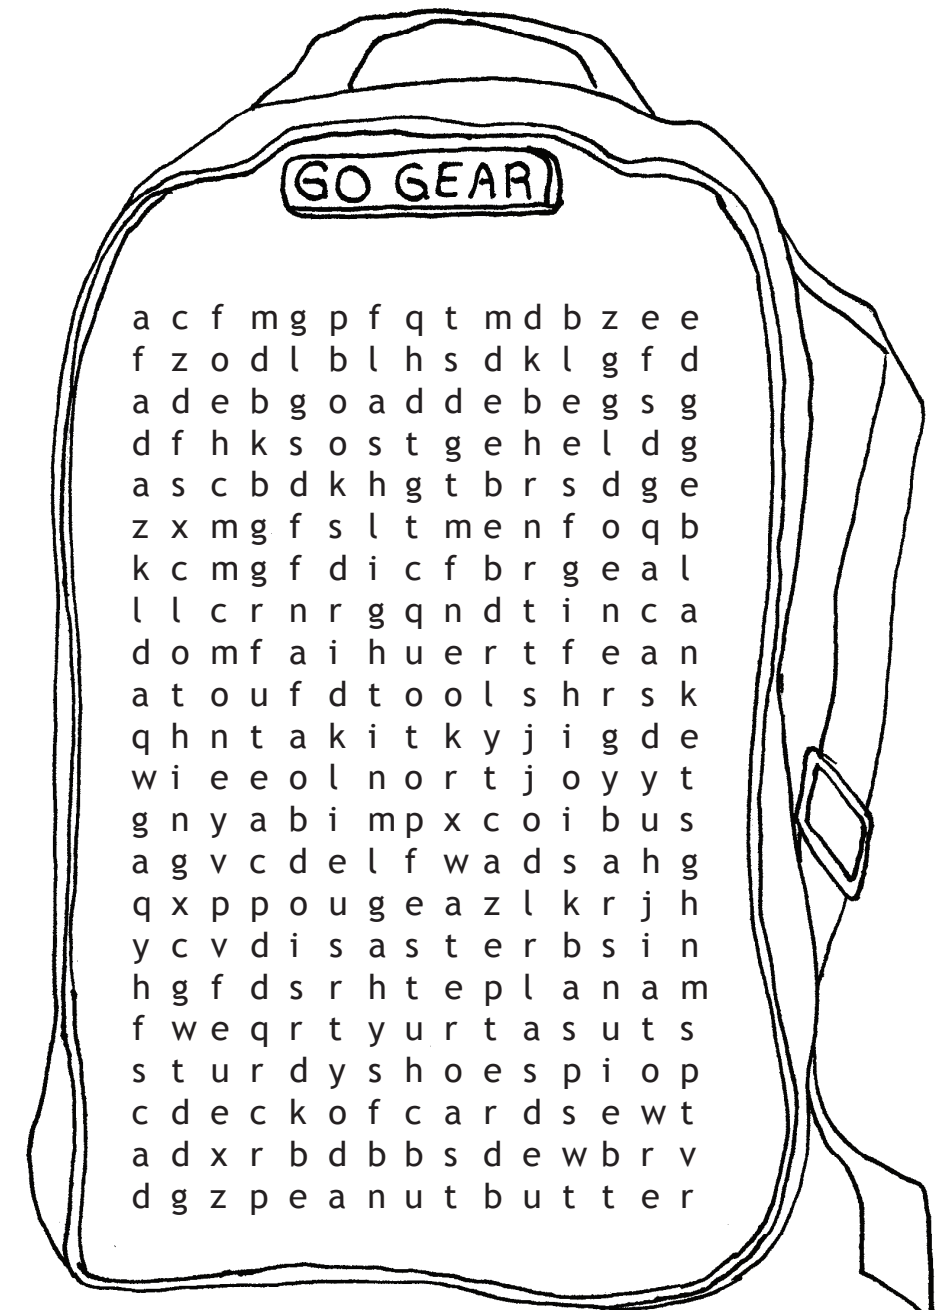 GO GEAR
a c f m g p f q t m d b z e e
f z o d l b l h s d k l g f d
a d e b g o a d d e b e g s g
d f h k s o s t g e h e l d g
a s c b d k h g t b r s d g e
z x m g f s l t m e n f o q b
k c m g f d i c f b r g e a l
l l c r n r g q n d t i n c a
d o m f a i h u e r t f e a n
a t o u f d t o o l s h r s k
q h n t a k i t k y j i g d e
w i e e o l n o r t j o y y t
g n y a b i m p x c o i b u s
a g v c d e l f w a d s a h g
q x p p o u g e a z l k r j h
y c v d i s a s t e r b s i n
h g f d s r h t e p l a n a m
f w e q r t y u r t a s u t s
s t u r d y s h o e s p i o p
c d e c k o f c a r d s e w t
a d x r b d b b s d e w b r v
d g z p e a n u t b u t t e r